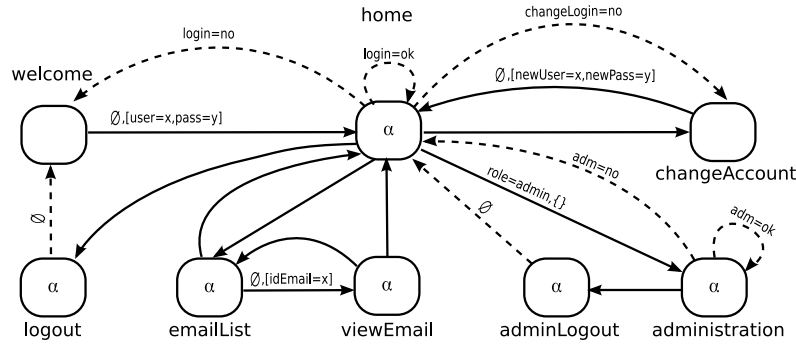 home
changeLogin=no
login=no
login=ok
welcome
∅,[newUser=x,newPass=y]
∅,[user=x,pass=y]
α
adm=no
changeAccount
role=admin,{}
∅
∅
adm=ok
∅,[idEmail=x]
α
α
α
α
α
logout
emailList
viewEmail
adminLogout
administration